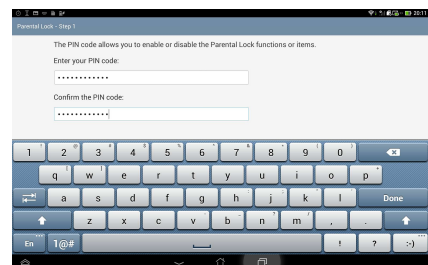 20:11
Parental Lock - Step 1
The PIN code allows you to enable or disable the Parental Lock functions or items.
Enter your PIN code:
••••••••••••
Confirm the PIN code:
••••••••••••
1 2 @ 3 # 4 $ 5 % 6 7 & 8 * 9 ( 0 )
q w e r t y u i o p +
a s d f g h : j ; k l Done
z x c v b n ? m / , .
En 1@# ! ? :-)